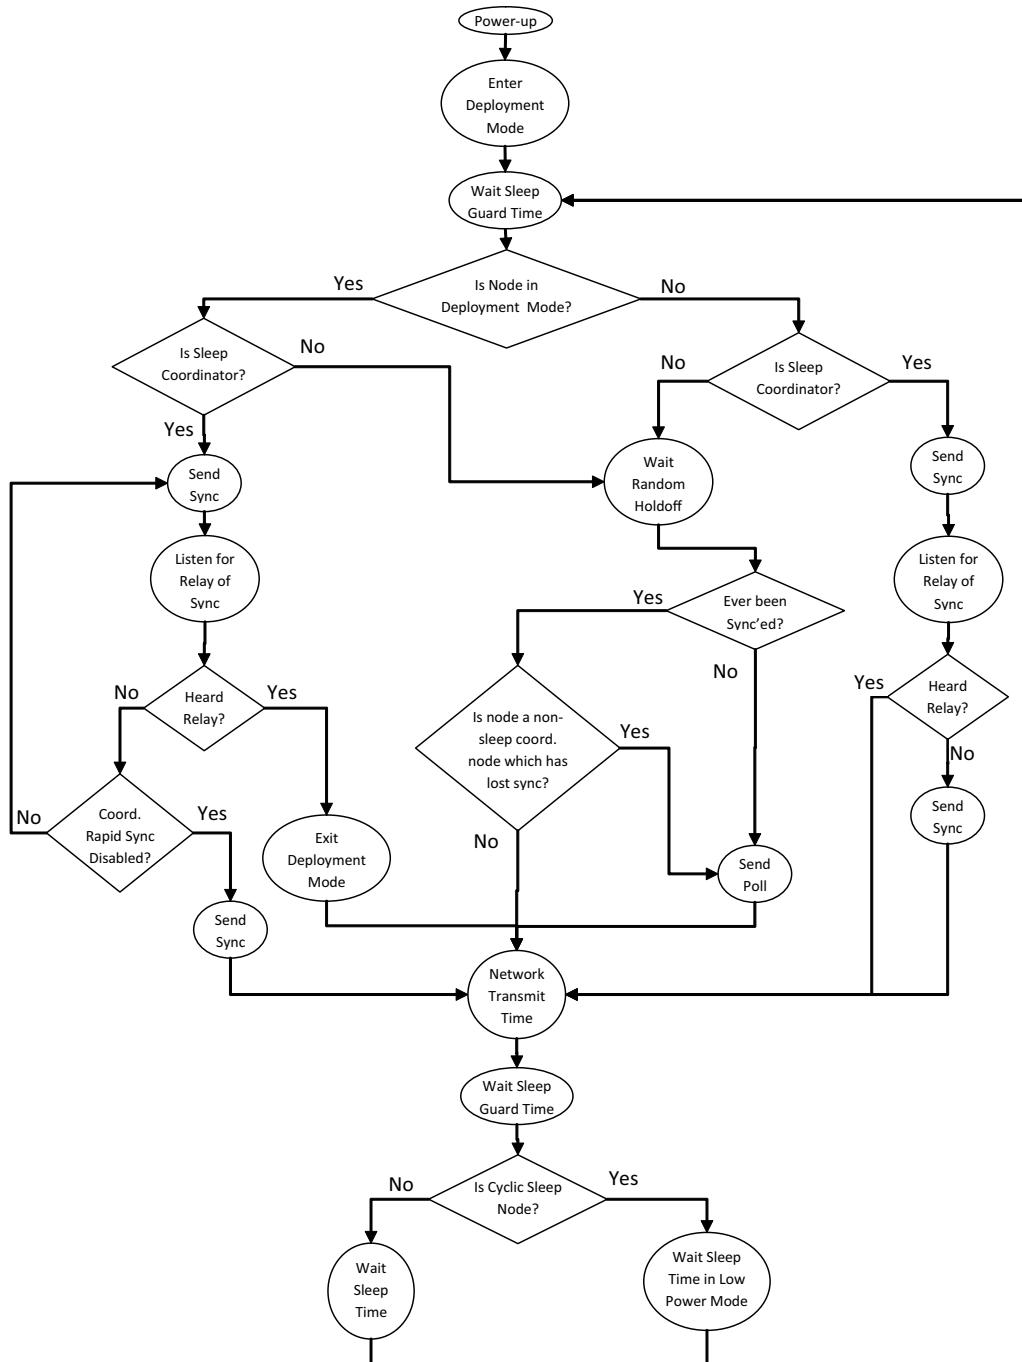 Power-up
Enter
Deployment
Mode
Wait Sleep
Guard Time
Is Node in
Deployment Mode?
Yes
No
Is Sleep
Coordinator?
No
Yes
Is Sleep
Coordinator?
No
Yes
Send
Sync
Wait
Random
Holdoff
Send
Sync
Listen for
Relay of
Sync
Listen for
Relay of
Sync
Ever been
Sync'ed?
Yes
No
Heard
Relay?
No
Yes
Is node a non-
sleep coord.
node which has
lost sync?
Yes
No
Heard
Relay?
Yes
No
Coord.
Rapid Sync
Disabled?
No
Yes
Exit
Deployment
Mode
Send
Poll
Send
Sync
Send
Sync
Network
Transmit
Time
Wait Sleep
Guard Time
Is Cyclic Sleep
Node?
No
Yes
Wait
Sleep
Time
Wait Sleep
Time in Low
Power Mode